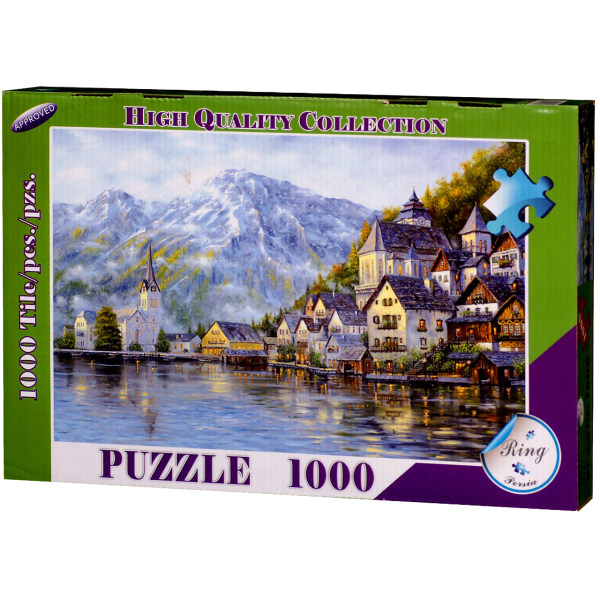 APPROVED
HIGH QUALITY COLLECTION
1000 Tile/pcs./pzs.
PUZZLE 1000
Ring
Persia